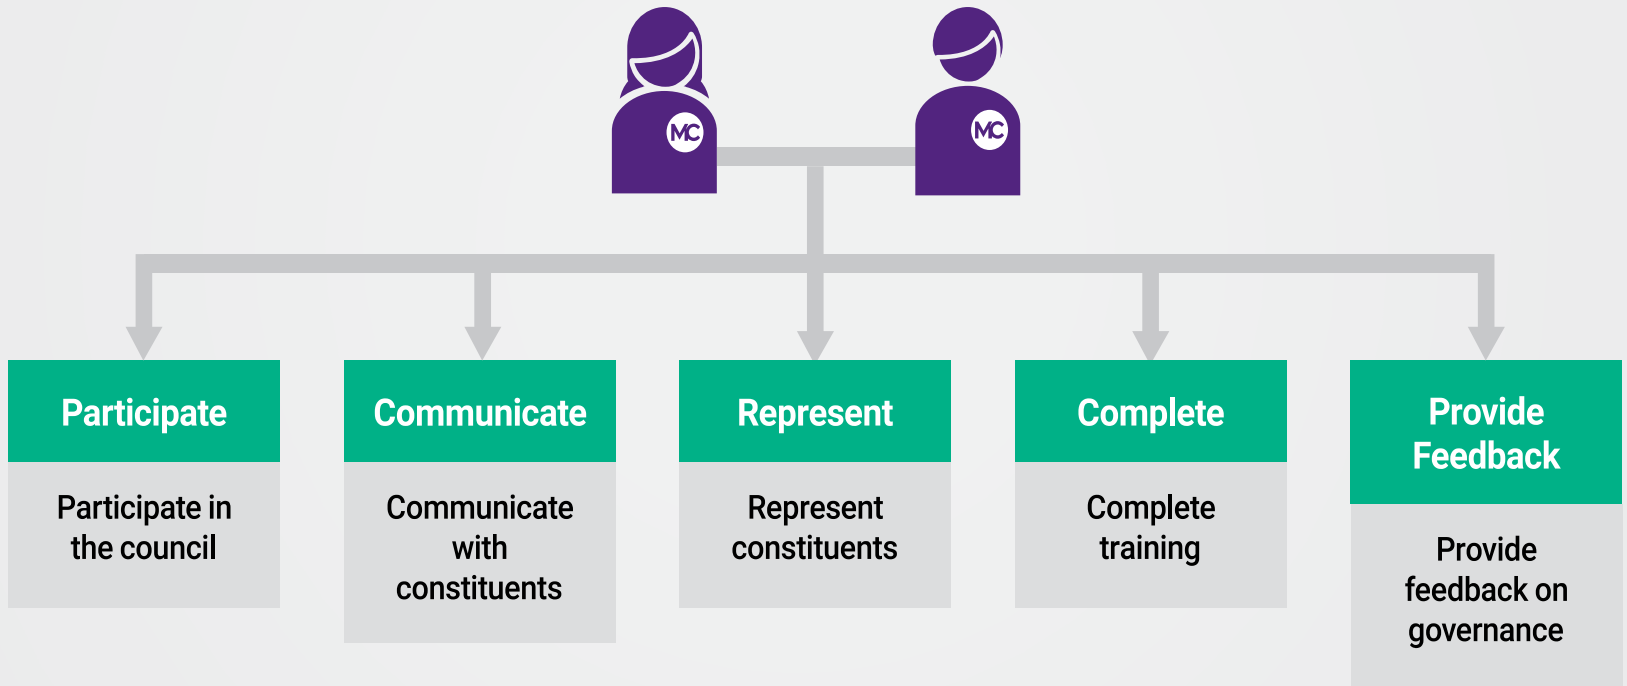 MC
MC
Participate
Participate in
the council
Communicate
Communicate
with
constituents
Represent
Represent
constituents
Complete
Complete
training
Provide
Feedback
Provide
feedback on
governance